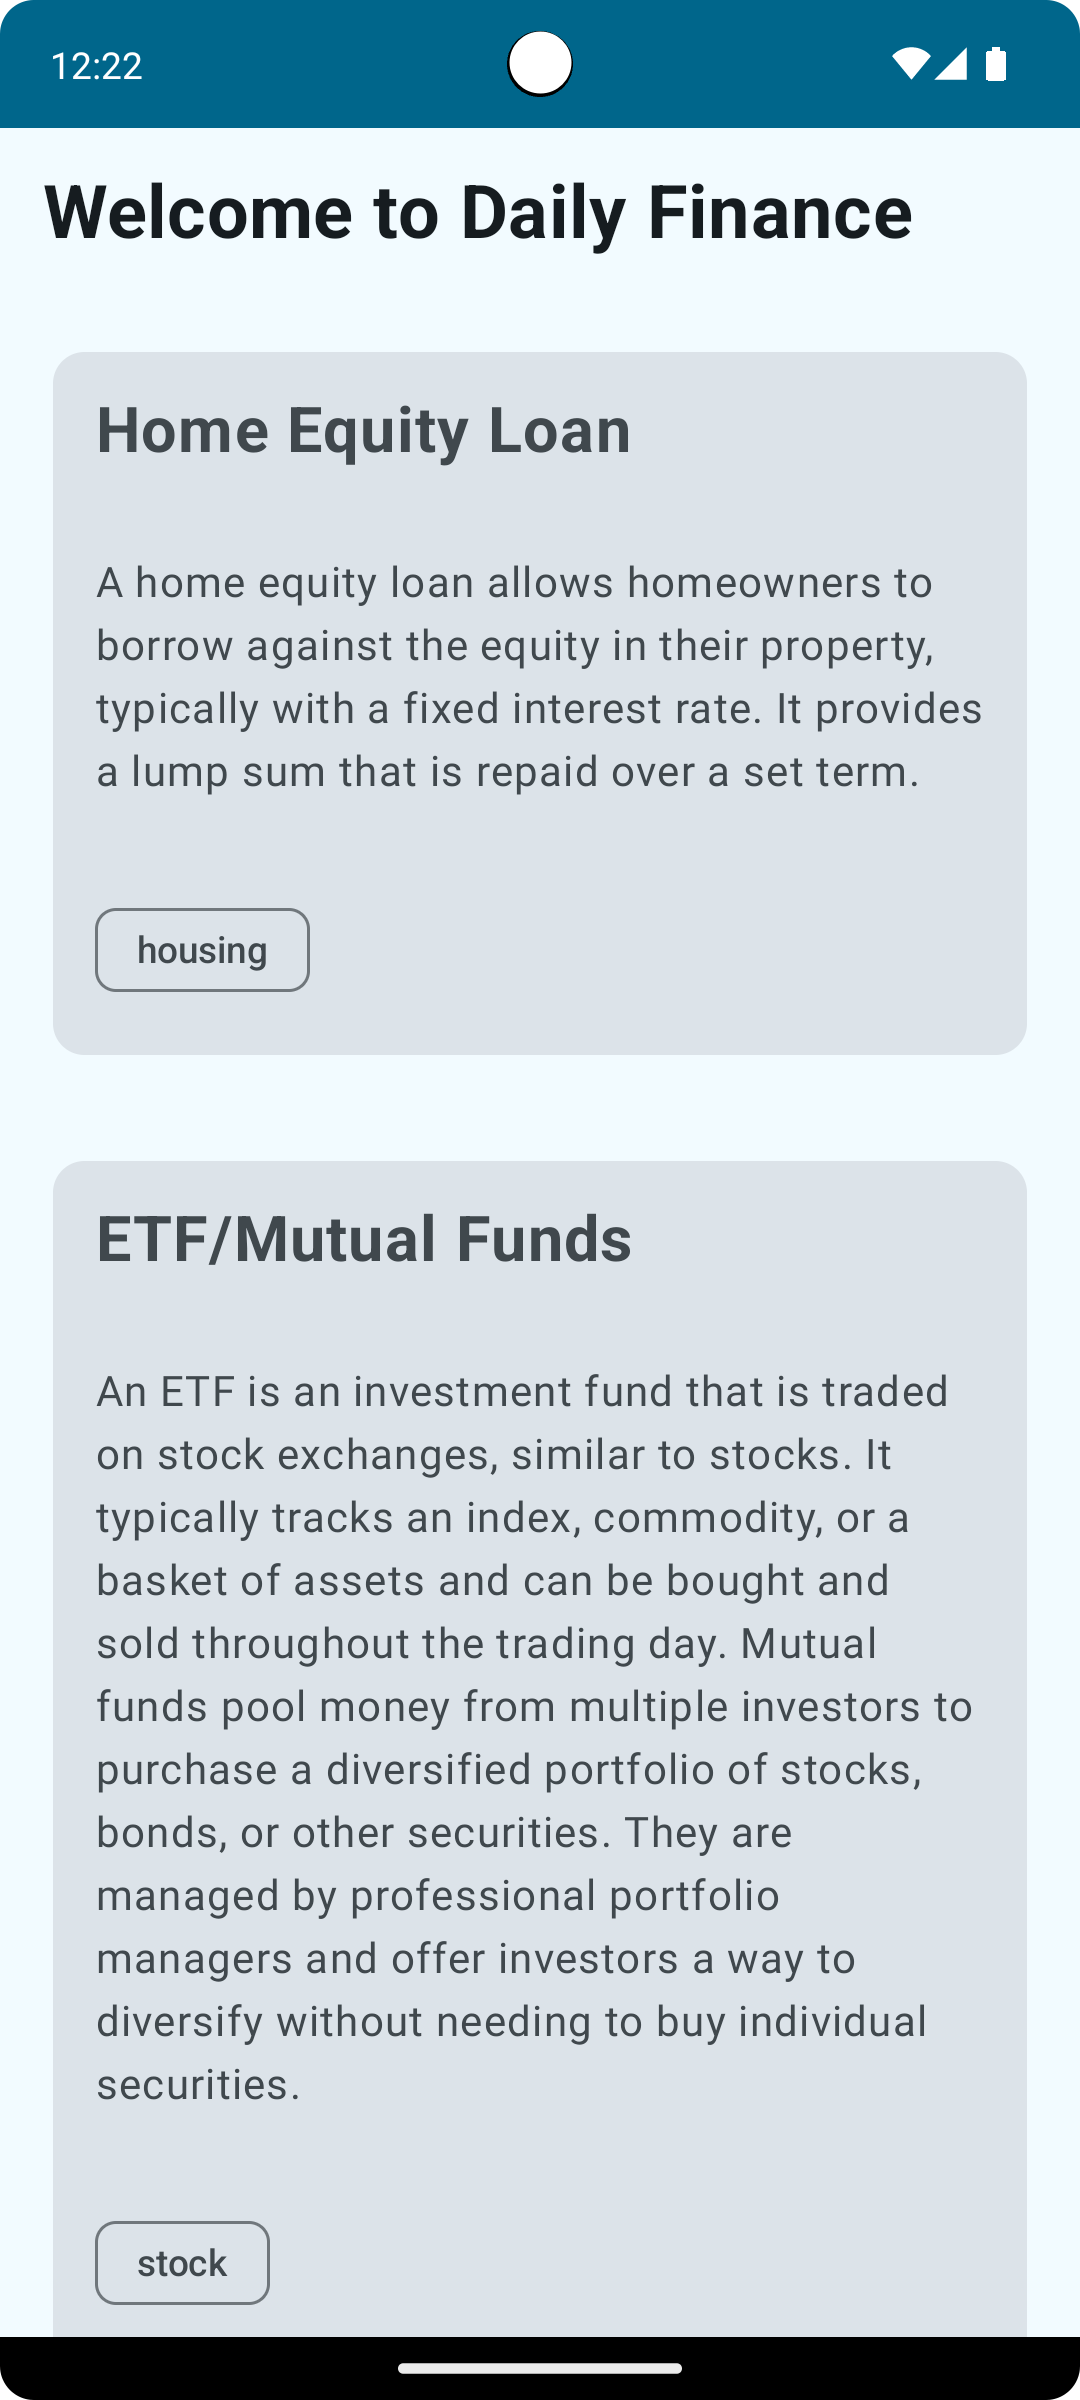 12:22
Welcome to Daily Finance
Home Equity Loan
A home equity loan allows homeowners to
borrow against the equity in their property,
typically with a fixed interest rate. It provides
a lump sum that is repaid over a set term.
housing
ETF/Mutual Funds
An ETF is an investment fund that is traded
on stock exchanges, similar to stocks. It
typically tracks an index, commodity, or a
basket of assets and can be bought and
sold throughout the trading day. Mutual
funds pool money from multiple investors to
purchase a diversified portfolio of stocks,
bonds, or other securities. They are
managed by professional portfolio
managers and offer investors a way to
diversify without needing to buy individual
securities.
stock